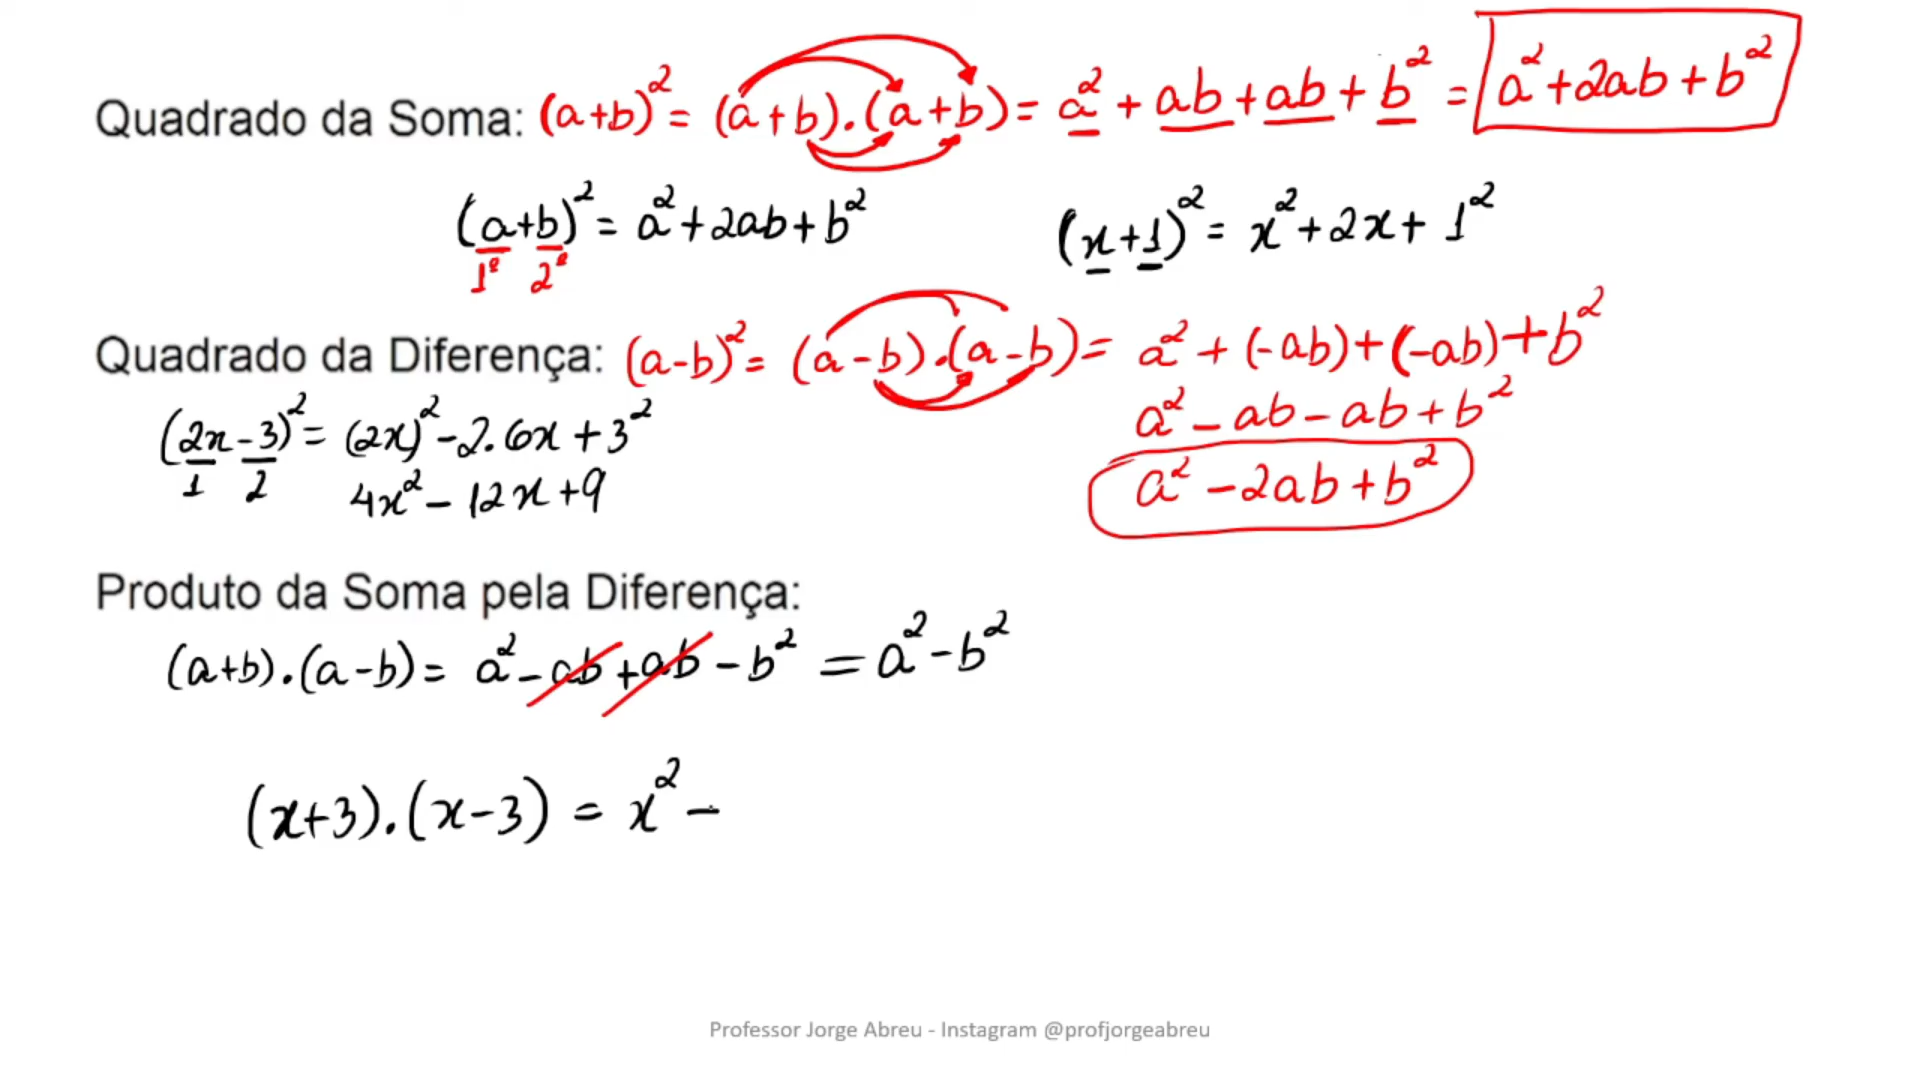 Quadrado da Soma: (a+b)² = (a+b).(a+b) = a² + ab + ab + b² = a² + 2ab + b²
(a+b)² = a² + 2ab + b² (x+1)² = x² + 2x + 1²
1º 2º
Quadrado da Diferença: (a-b)² = (a-b).(a-b) = a² + (-ab) + (-ab) + b²
a² - ab - ab + b²
(2x-3)² = (2x)² - 2.6x + 3²
1 2
4x² - 12x + 9
a² - 2ab + b²
Produto da Soma pela Diferença:
(a+b).(a-b) = a² - ab + ab - b² = a² - b²
(x+3).(x-3) = x² -
Professor Jorge Abreu - Instagram @profjorgeabreu